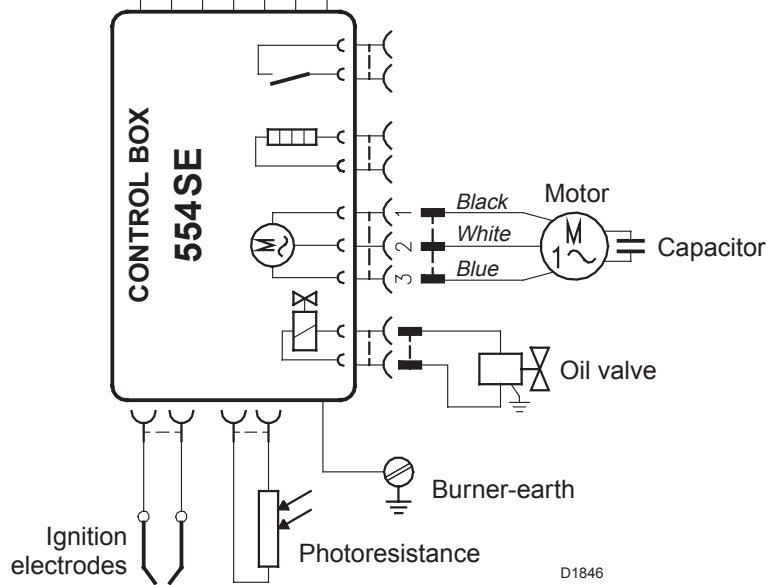 CONTROL BOX
554SE
1
Black
2
White
3
Blue
Motor
M
1~
Capacitor
M~
Oil valve
Burner-earth
Ignition
electrodes
Photoresistance
D1846